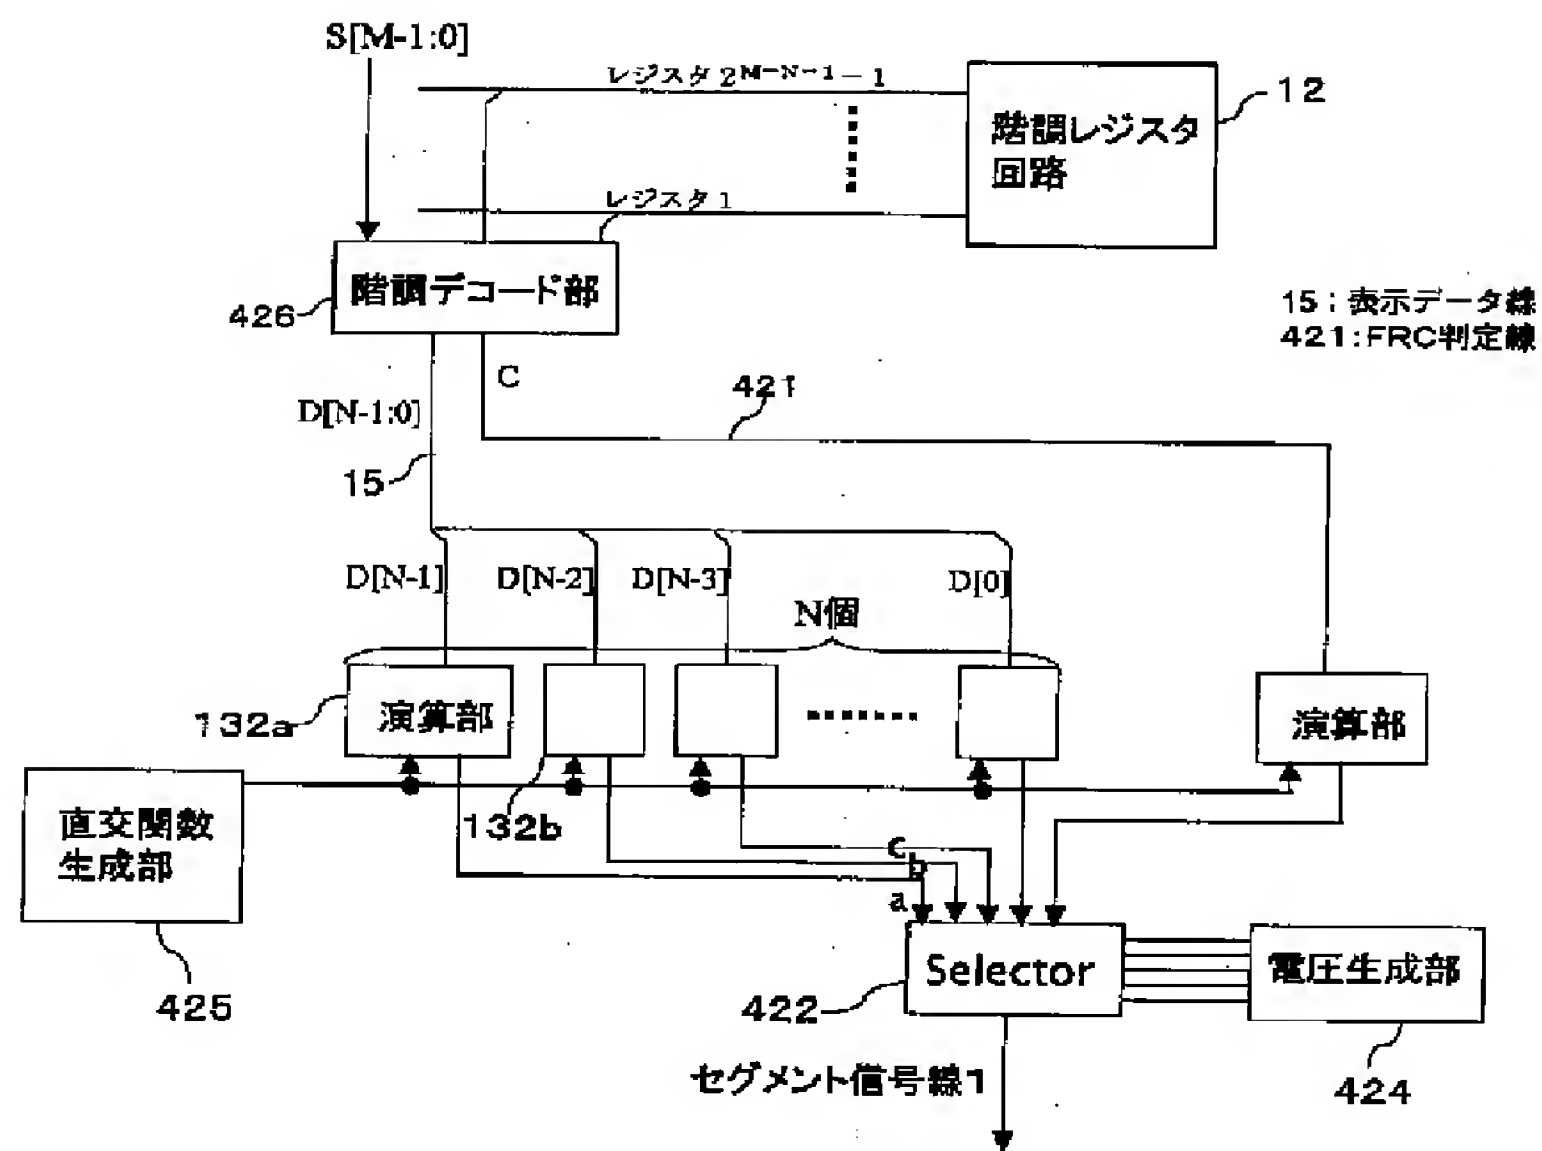 S[M-1:0]
レジスタ 2^M-N-1 - 1
12
階調レジスタ
回路
レジスタ 1
階調デコード部
426
15:表示データ線
421:FRC判定線
C
421
D[N-1:0]
15
D[N-1]
D[N-2]
D[N-3]
D[0]
N個
132a
演算部
演算部
132b
直交関数
生成部
c
b
a
425
Selector
422
電圧生成部
424
セグメント信号線1